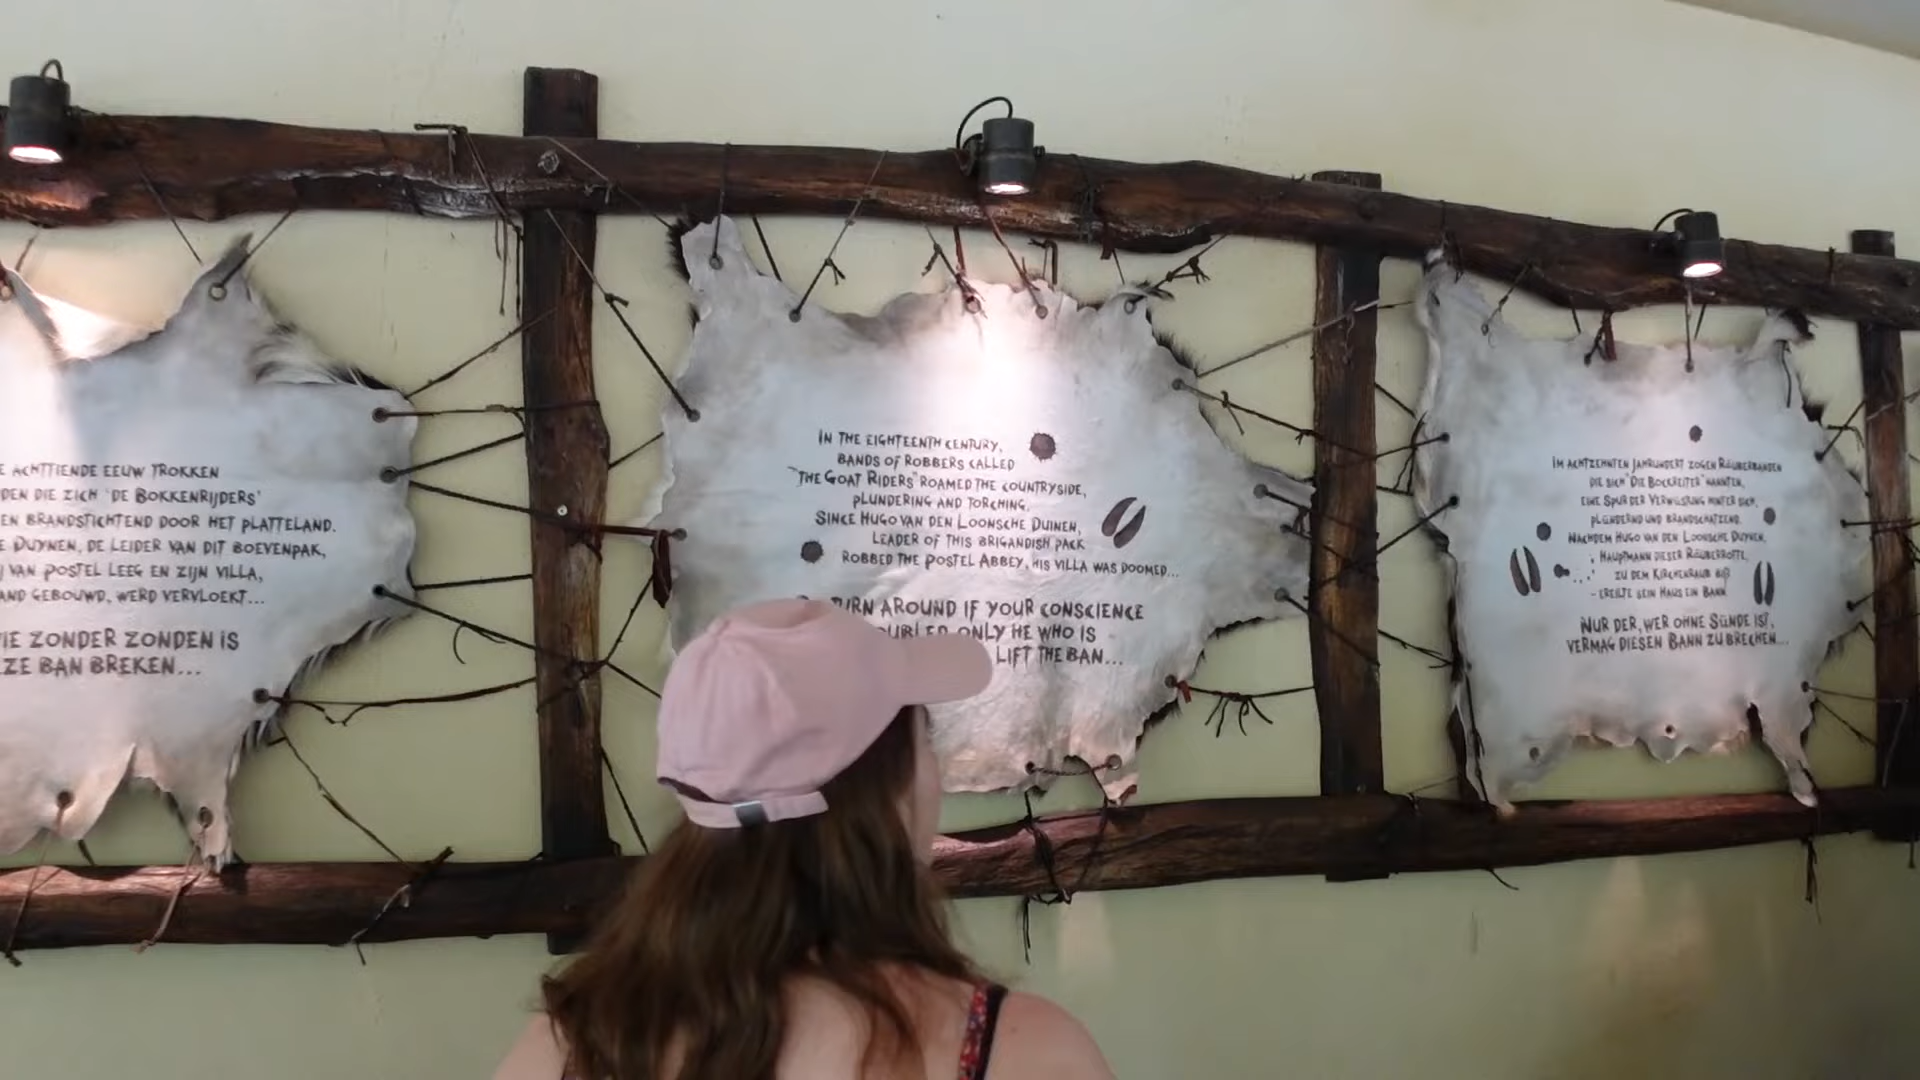 E ACHTTIENDE EEUW TROKKEN
DEN DIE ZICH 'DE BOKKENRIJDERS'
EN BRANDSTICHTEND DOOR HET PLATTELAND.
E DUYNEN, DE LEIDER VAN DIT BOEVENPAK,
VAN POSTEL LEEG EN ZIJN VILLA,
AND GEBOUWD, WERD VERVLOEKT...
IE ZONDER ZONDEN IS
ZE BAN BREKEN...
IN THE EIGHTEENTH CENTURY,
BANDS OF ROBBERS CALLED
"THE GOAT RIDERS" ROAMED THE COUNTRYSIDE,
PLUNDERING AND TORCHING.
SINCE HUGO VAN DEN LOONSCHE DUINEN,
LEADER OF THIS BRIGANDISH PACK
ROBBED THE POSTEL ABBEY, HIS VILLA WAS DOOMED...
URN AROUND IF YOUR CONSCIENCE
OUBLED ONLY HE WHO IS
LIFT THE BAN...
IM ACHTZEHNTEN JAHRHUNDERT ZOGEN RÄUBERBANDEN
DIE SICH "DIE BOCKREITER" NANNTEN,
EINE SPUR DER VERWÜSTUNG HINTER SICH,
PLÜNDERND UND BRANDSCHATZEND.
NACHDEM HUGO VAN DEN LOONSCHE DUYNEN,
HAUPTMANN DIESER RÄUBERROTTE,
ZU DEM KIRCHENRAUB BLIES
EREILTE SEIN HAUS EIN BANN
NUR DER, WER OHNE SÜNDE IST,
VERMAG DIESEN BANN ZU BRECHEN...